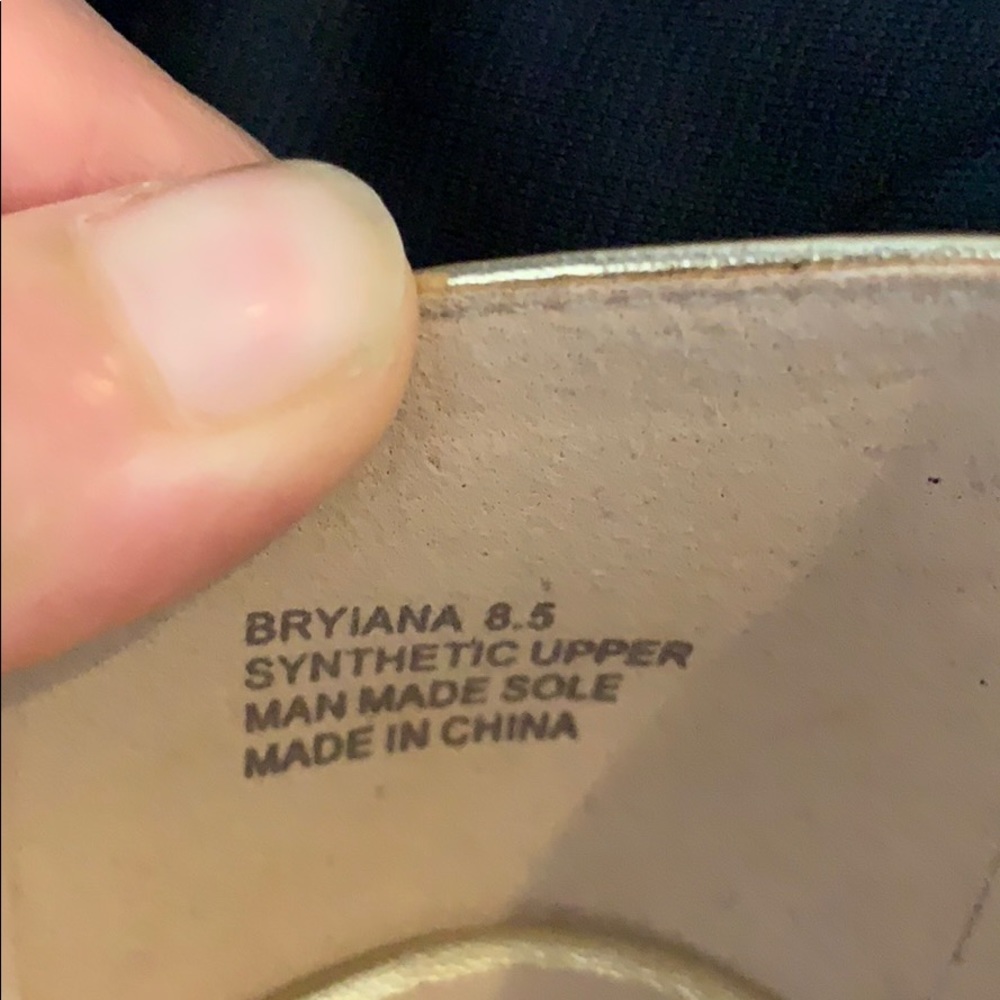 BRYIANA 8.5
SYNTHETIC UPPER
MAN MADE SOLE
MADE IN CHINA